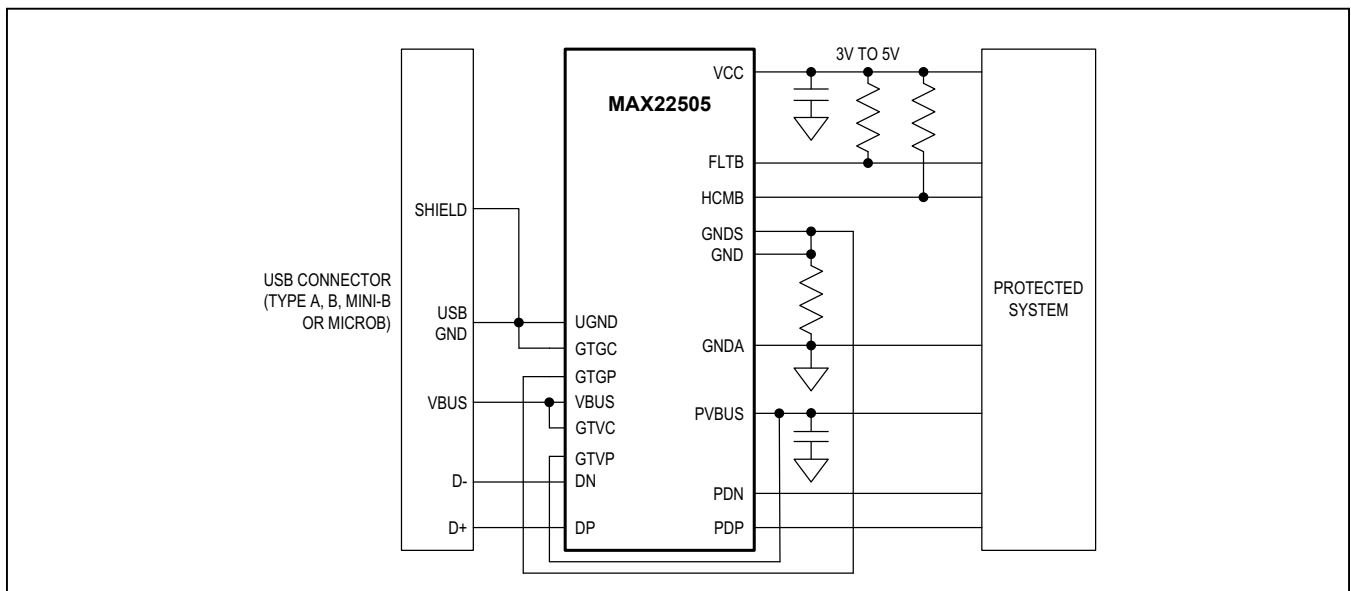 3V TO 5V
VCC
MAX22505
FLTB
HCMB
SHIELD
GNDS
GND
USB CONNECTOR
(TYPE A, B, MINI-B
OR MICROB)
PROTECTED
SYSTEM
USB
GND
UGND
GTGC
GNDA
GTGP
VBUS
VBUS
PVBUS
GTVC
GTVP
D-
DN
PDN
D+
DP
PDP